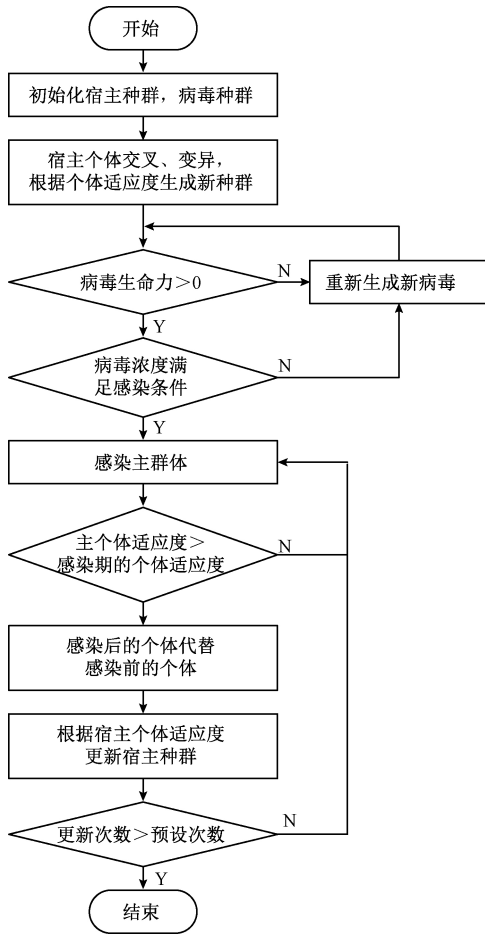 开始
初始化宿主种群，病毒种群
宿主个体交叉、变异，
根据个体适应度生成新种群
病毒生命力＞0
N
重新生成新病毒
Y
病毒浓度满
足感染条件
N
Y
感染主群体
主个体适应度＞
感染期的个体适应度
N
感染后的个体代替
感染前的个体
根据宿主个体适应度
更新宿主种群
更新次数＞预设次数
N
Y
结束